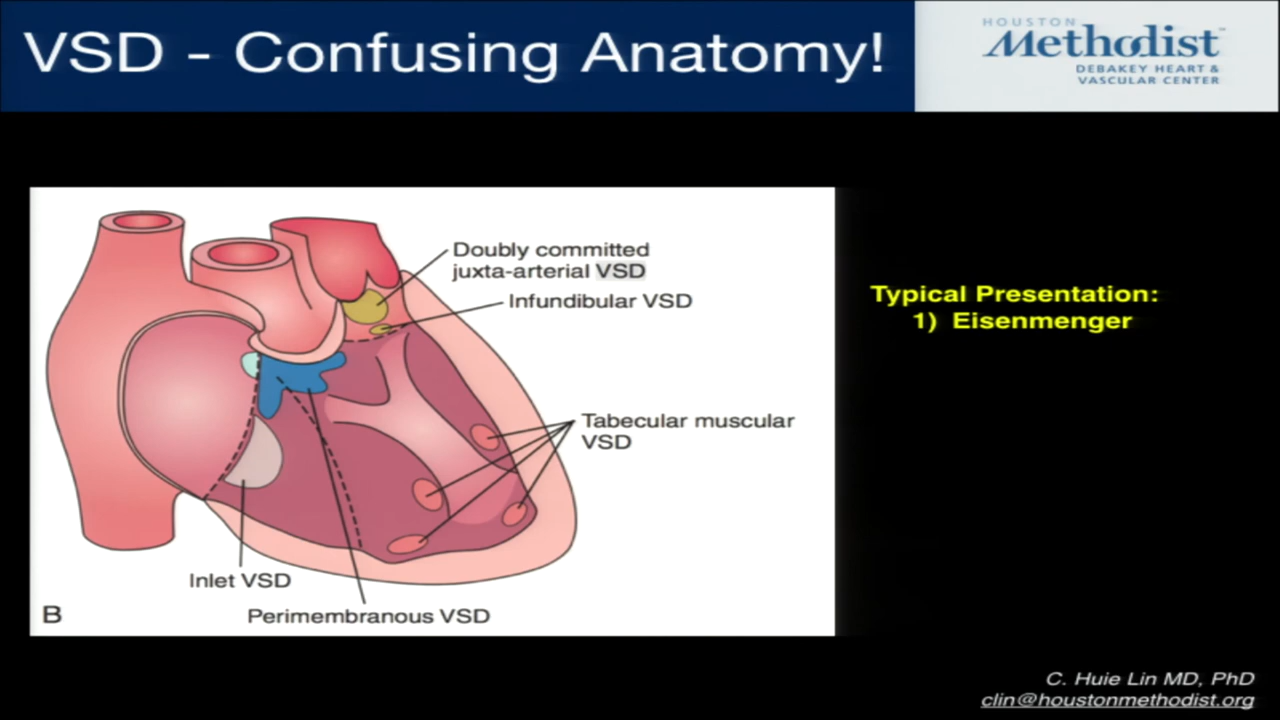 VSD - Confusing Anatomy!
HOUSTON
Methodist
DEBAKEY HEART &
VASCULAR CENTER
Doubly committed
juxta-arterial VSD
Infundibular VSD
Typical Presentation:
1) Eisenmenger
Tabecular muscular
VSD
Inlet VSD
Perimembranous VSD
B
C. Huie Lin MD, PhD
clin@houstonmethodist.org